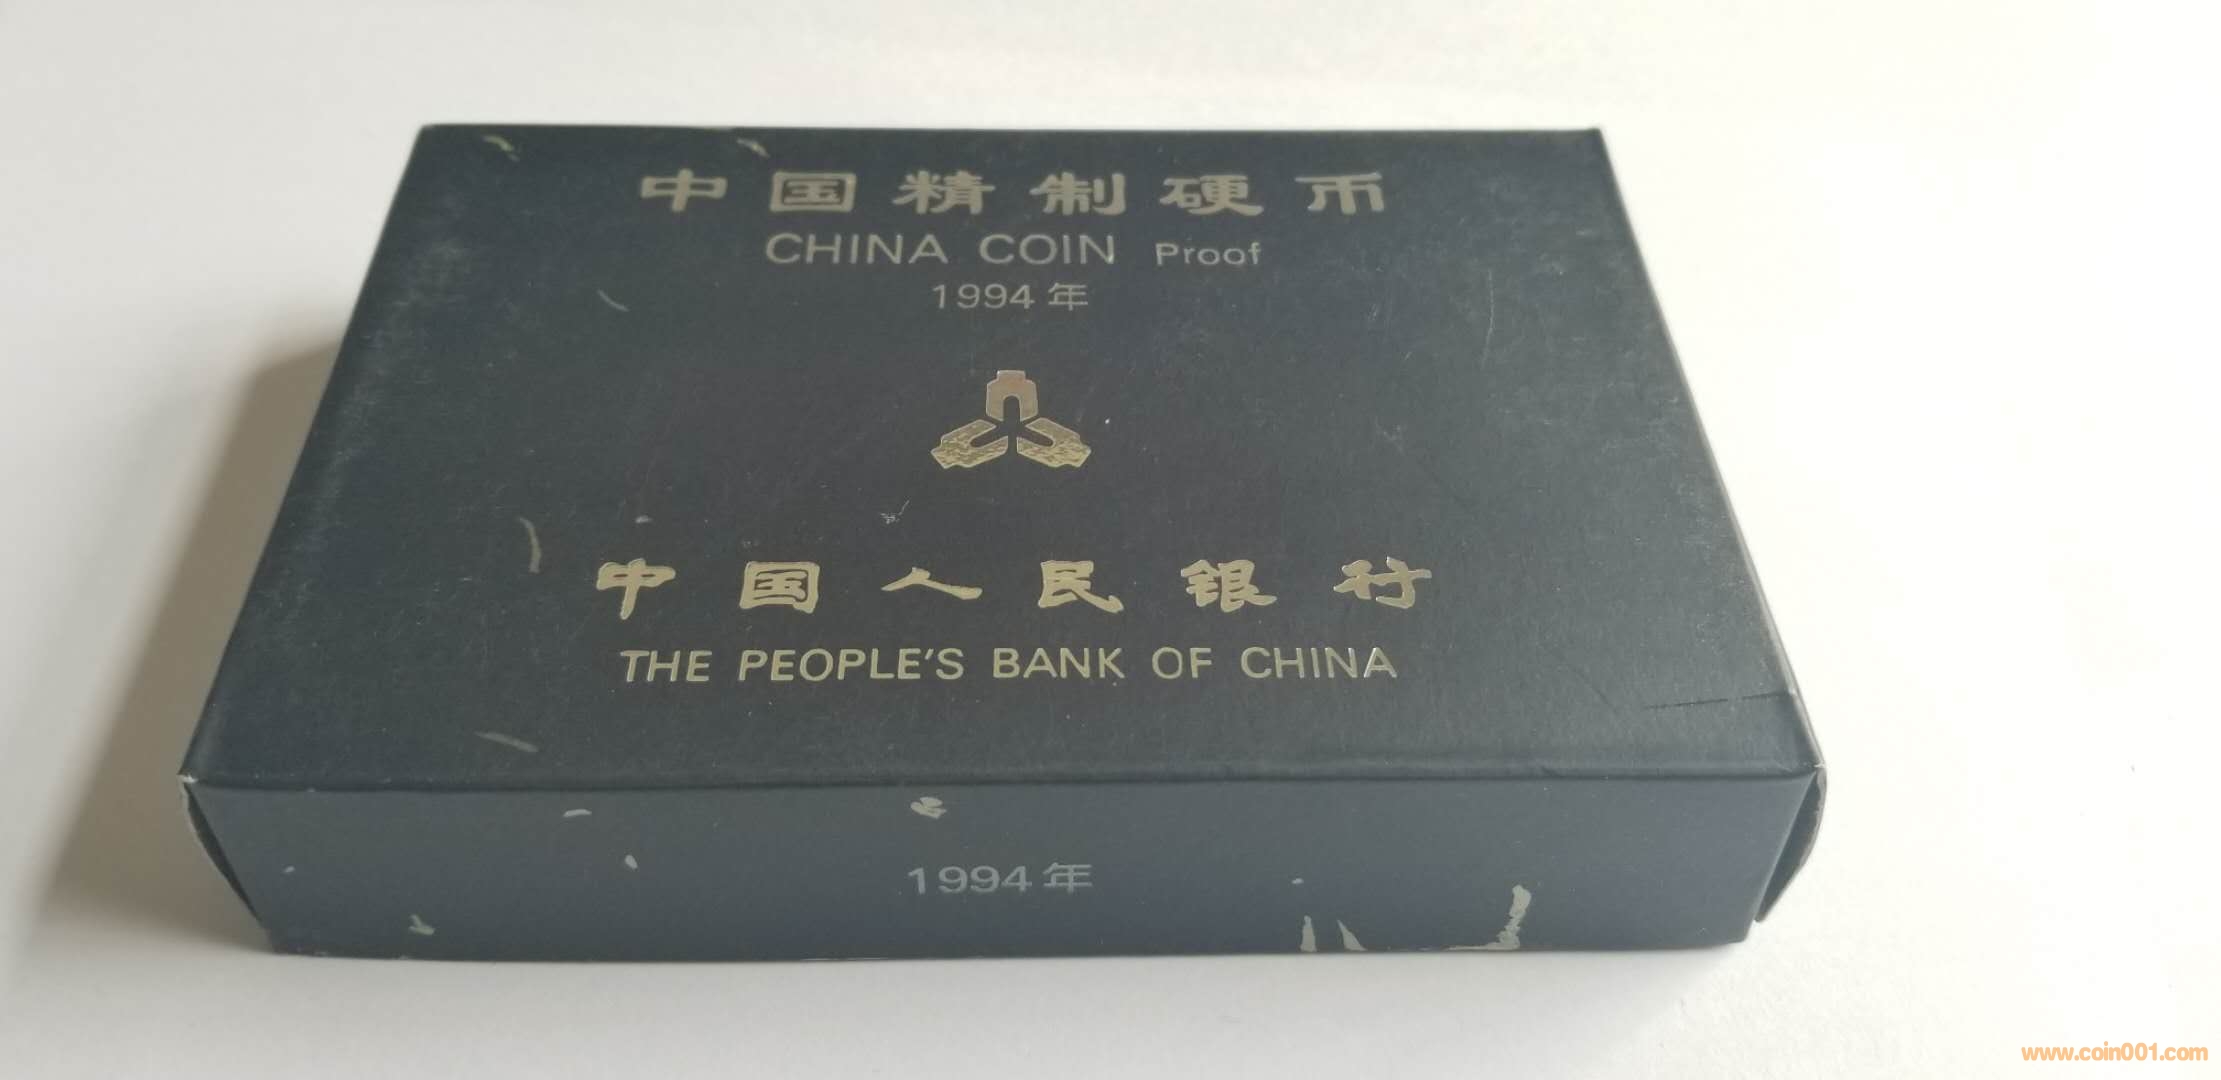 中国精制硬币
CHINA COIN Proof
1994年
中国人民银行
THE PEOPLE'S BANK OF CHINA
1994年
www.coin001.com